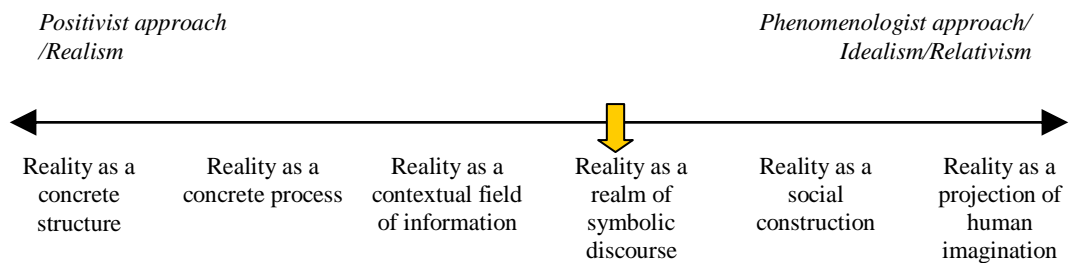 Positivist approach
/Realism
Phenomenologist approach/
Idealism/Relativism
Reality as a
concrete
structure
Reality as a
concrete process
Reality as a
contextual field
of information
Reality as a
realm of
symbolic
discourse
Reality as a
social
construction
Reality as a
projection of
human
imagination